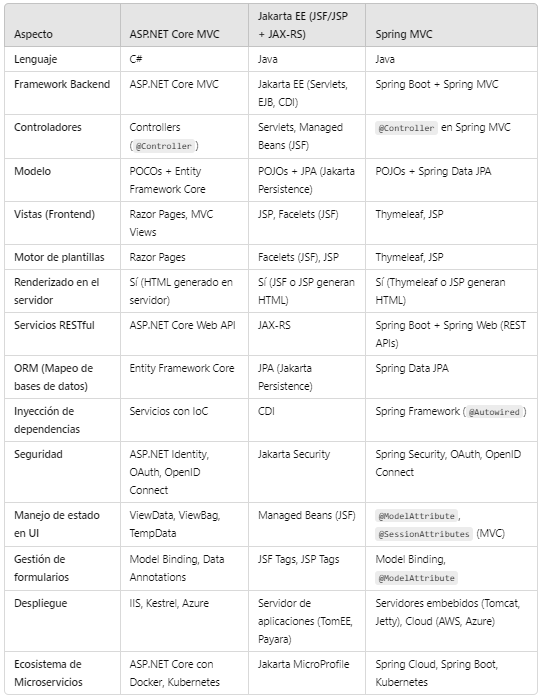 Aspecto
ASP.NET Core MVC
Jakarta EE (JSF/JSP
+ JAX-RS)
Spring MVC
Lenguaje
C#
Java
Java
Framework Backend
ASP.NET Core MVC
Jakarta EE (Servlets,
EJB, CDI)
Spring Boot + Spring MVC
Controladores
Controllers
( @Controller )
Servlets, Managed
Beans (JSF)
@Controller en Spring MVC
Modelo
POCOs + Entity
Framework Core
POJOs + JPA (Jakarta
Persistence)
POJOs + Spring Data JPA
Vistas (Frontend)
Razor Pages, MVC
Views
JSP, Facelets (JSF)
Thymeleaf, JSP
Motor de plantillas
Razor Pages
Facelets (JSF), JSP
Thymeleaf, JSP
Renderizado en el
servidor
Sí (HTML generado en
servidor)
Sí (JSF o JSP generan
HTML)
Sí (Thymeleaf o JSP generan
HTML)
Servicios RESTful
ASP.NET Core Web API
JAX-RS
Spring Boot + Spring Web (REST
APIs)
ORM (Mapeo de
bases de datos)
Entity Framework Core
JPA (Jakarta
Persistence)
Spring Data JPA
Inyección de
dependencias
Servicios con IoC
CDI
Spring Framework ( @Autowired )
Seguridad
ASP.NET Identity,
OAuth, OpenID
Connect
Jakarta Security
Spring Security, OAuth, OpenID
Connect
Manejo de estado
en UI
ViewData, ViewBag,
TempData
Managed Beans (JSF)
@ModelAttribute ,
@SessionAttributes (MVC)
Gestión de
formularios
Model Binding, Data
Annotations
JSF Tags, JSP Tags
Model Binding,
@ModelAttribute
Despliegue
IIS, Kestrel, Azure
Servidor de
aplicaciones (TomEE,
Payara)
Servidores embebidos (Tomcat,
Jetty), Cloud (AWS, Azure)
Ecosistema de
Microservicios
ASP.NET Core con
Docker, Kubernetes
Jakarta MicroProfile
Spring Cloud, Spring Boot,
Kubernetes